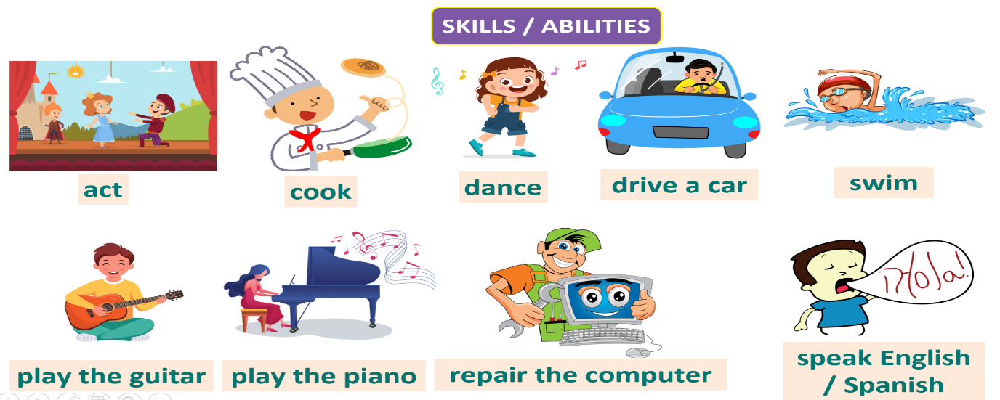 SKILLS / ABILITIES
act
cook
dance
drive a car
swim
¡Hola!
play the guitar
play the piano
repair the computer
speak English
/ Spanish